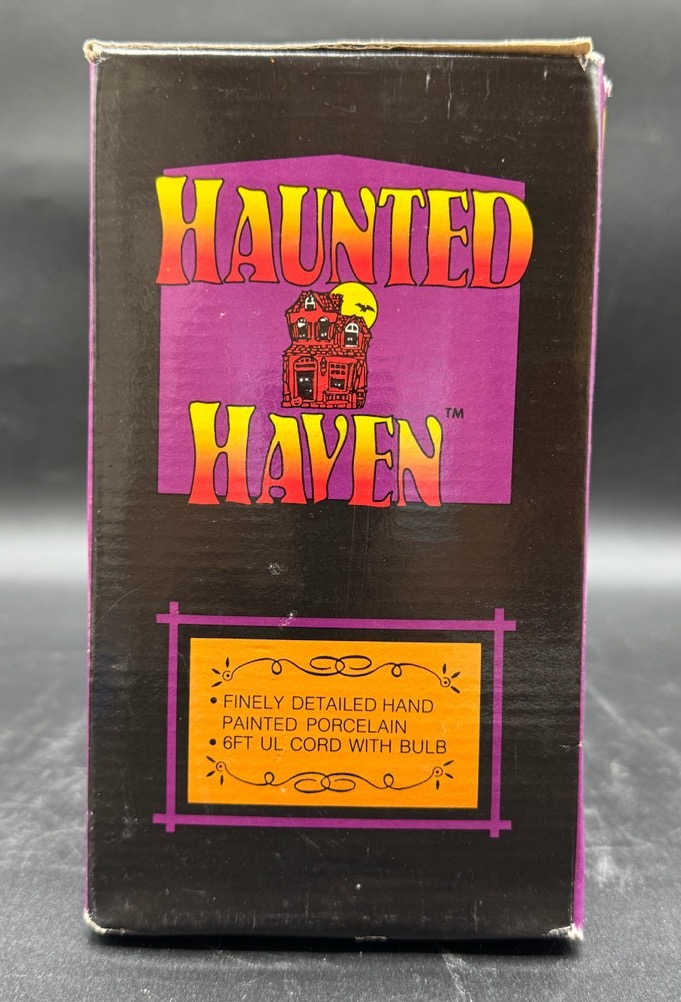 HAUNTED
HAVEN™
• FINELY DETAILED HAND
PAINTED PORCELAIN
• 6FT UL CORD WITH BULB